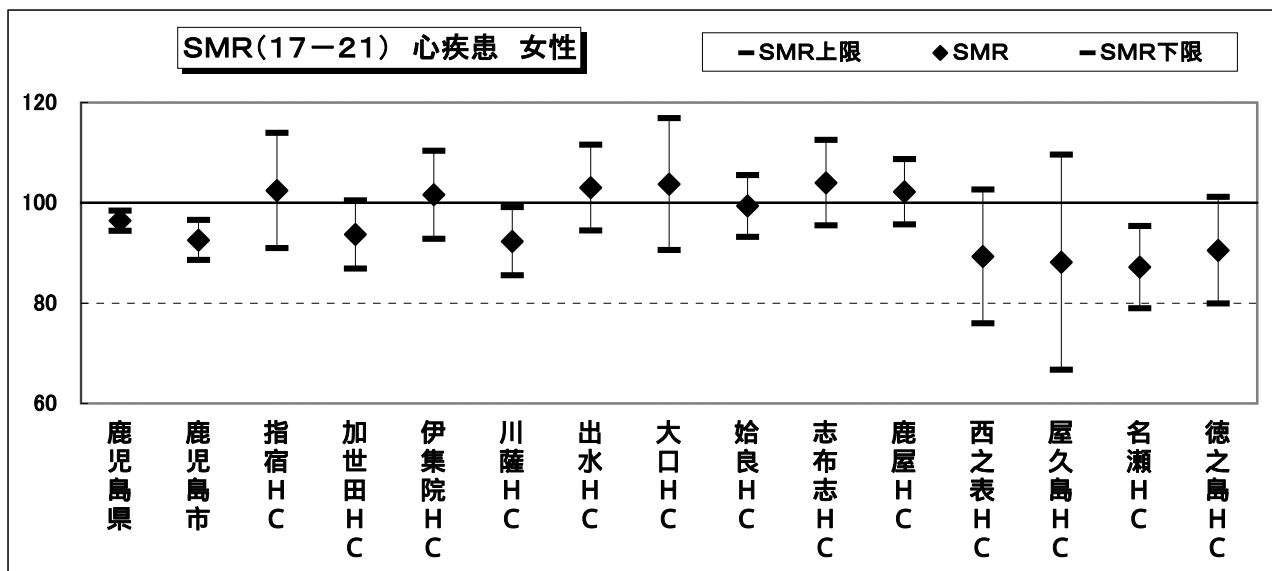 SMR(17-21) 心疾患 女性
SMR上限 SMR SMR下限
120
100
80
60
鹿児島県
鹿児島市
指宿HC
加世田HC
伊集院HC
川薩HC
出水HC
大口HC
姶良HC
志布志HC
鹿屋HC
西之表HC
屋久島HC
名瀬HC
徳之島HC